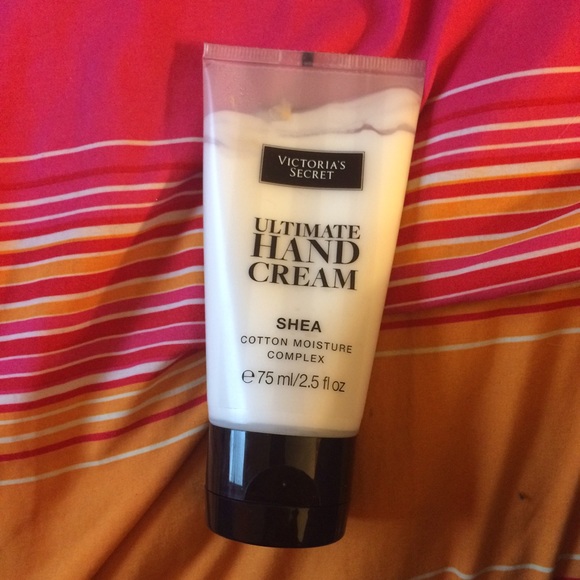 VICTORIA'S
SECRET
ULTIMATE
HAND
CREAM
SHEA
COTTON MOISTURE
COMPLEX
℮ 75 ml/2.5 fl oz